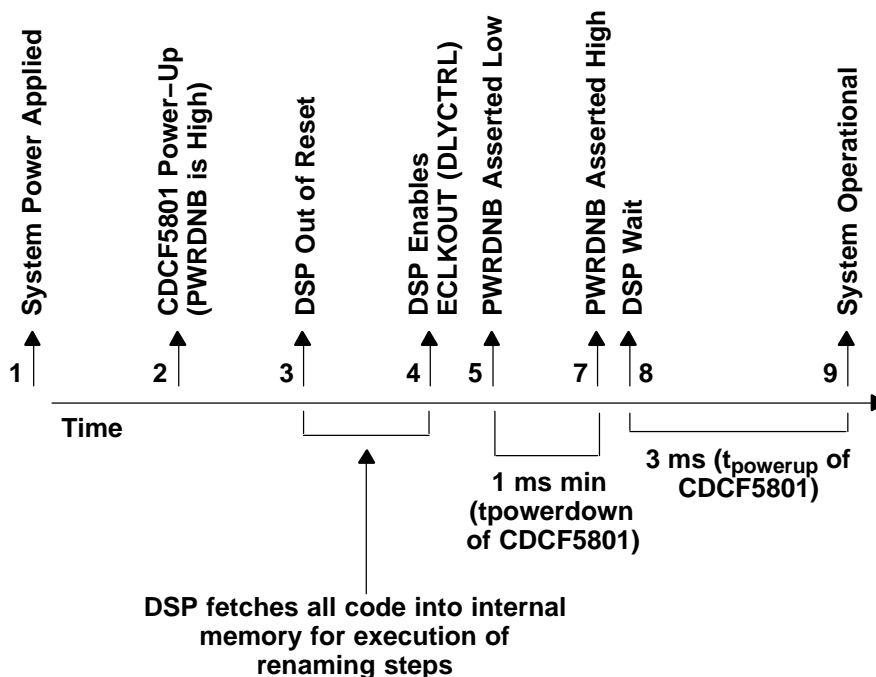 System Power Applied
CDCF5801 Power−Up
(PWRDNB is High)
DSP Out of Reset
DSP Enables
ECLKOUT (DLYCTRL)
PWRDNB Asserted Low
PWRDNB Asserted High
DSP Wait
System Operational
1
2
3
4
5
7
8
9
Time
1 ms min
(tpowerdown
of CDCF5801)
3 ms (tpowerup of
CDCF5801)
DSP fetches all code into internal
memory for execution of
renaming steps